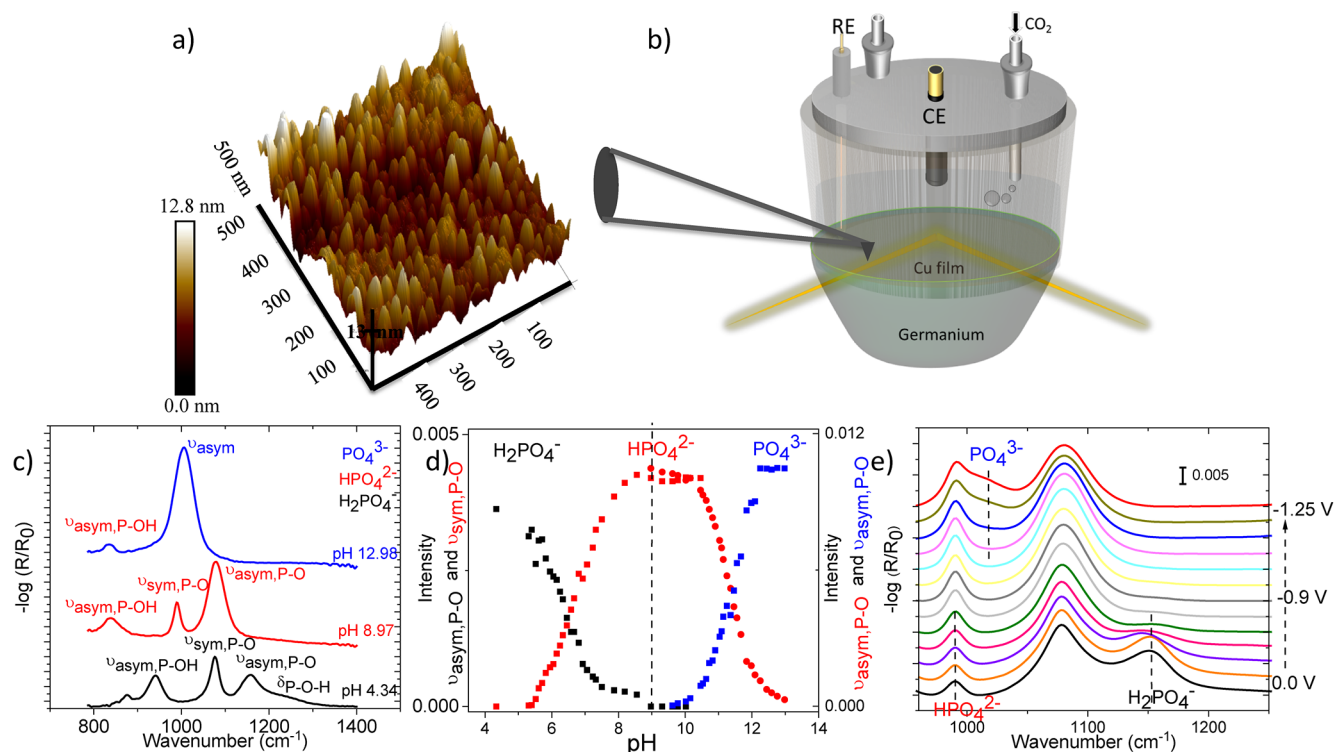 a)
500 nm
12.8 nm
500
400
300
200
100
13 nm
400
300
200
100
0.0 nm
b)
RE
CO₂
CE
Cu film
Germanium
c)
-log (R/R₀)
υasym
PO₄³⁻
HPO₄²⁻
H₂PO₄⁻
υasym,P-OH
pH 12.98
υsym,P-O
υasym,P-O
υasym,P-OH
pH 8.97
υsym,P-O
υasym,P-OH
υasym,P-O
δP-O-H
pH 4.34
800 1000 1200 1400
Wavenumber (cm⁻¹)
d)
0.005
0.000
Intensity
υasym,P-O and υsym,P-O
H₂PO₄⁻
HPO₄²⁻
PO₄³⁻
0.012
0.000
Intensity
υasym,P-O and υasym,P-O
4 6 8 10 12 14
pH
e)
-log (R/R₀)
PO₄³⁻
0.005
-1.25 V
-0.9 V
0.0 V
HPO₄²⁻
H₂PO₄⁻
1000 1100 1200
Wavenumber (cm⁻¹)